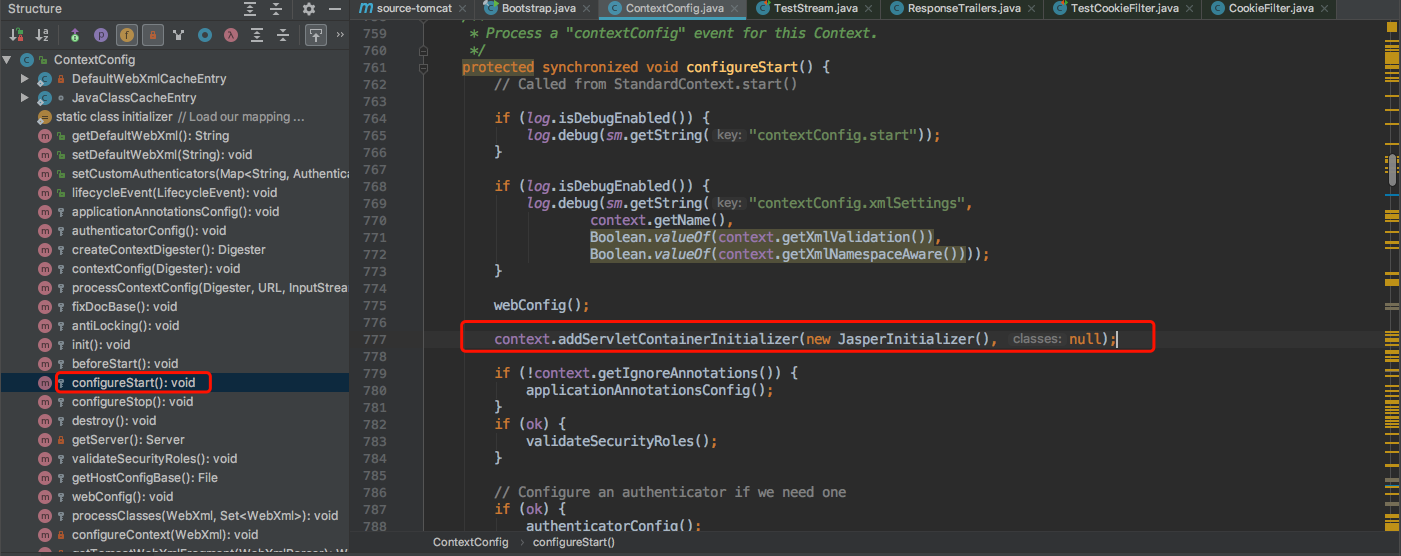 Structure
source-tomcat
Bootstrap.java
ContextConfig.java
TestStream.java
ResponseTrailers.java
TestCookieFilter.java
CookieFilter.java
ContextConfig
DefaultWebXmlCacheEntry
JavaClassCacheEntry
static class initializer // Load our mapping ...
getDefaultWebXml(): String
setDefaultWebXml(String): void
setCustomAuthenticators(Map<String, Authentica
lifecycleEvent(LifecycleEvent): void
applicationAnnotationsConfig(): void
authenticatorConfig(): void
createContextDigester(): Digester
contextConfig(Digester): void
processContextConfig(Digester, URL, InputStream
fixDocBase(): void
antiLocking(): void
init(): void
beforeStart(): void
configureStart(): void
configureStop(): void
destroy(): void
getServer(): Server
validateSecurityRoles(): void
getHostConfigBase(): File
webConfig(): void
processClasses(WebXml, Set<WebXml>): void
configureContext(WebXml): void
759 * Process a "contextConfig" event for this Context.
760 */
761 protected synchronized void configureStart() {
762 // Called from StandardContext.start()
763
764 if (log.isDebugEnabled()) {
765 log.debug(sm.getString( key: "contextConfig.start"));
766 }
767
768 if (log.isDebugEnabled()) {
769 log.debug(sm.getString( key: "contextConfig.xmlSettings",
770 context.getName(),
771 Boolean.valueOf(context.getXmlValidation()),
772 Boolean.valueOf(context.getXmlNamespaceAware())));
773 }
774
775 webConfig();
776
777 context.addServletContainerInitializer(new JasperInitializer(), classes: null);
778
779 if (!context.getIgnoreAnnotations()) {
780 applicationAnnotationsConfig();
781 }
782 if (ok) {
783 validateSecurityRoles();
784 }
785
786 // Configure an authenticator if we need one
787 if (ok) {
788 authenticatorConfig();
ContextConfig › configureStart()